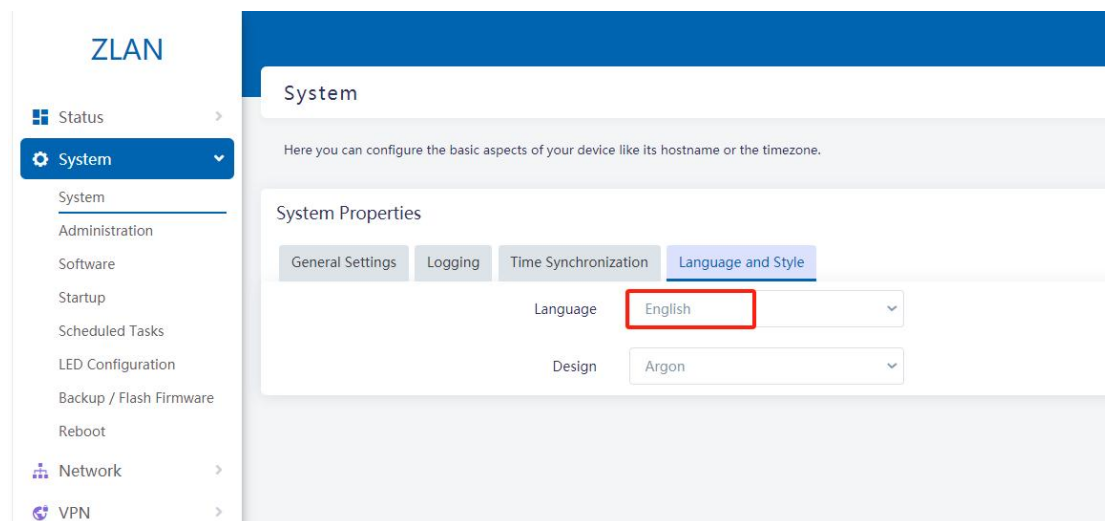 ZLAN
Status
System
System
Administration
Software
Startup
Scheduled Tasks
LED Configuration
Backup / Flash Firmware
Reboot
Network
VPN
System
Here you can configure the basic aspects of your device like its hostname or the timezone.
System Properties
General Settings Logging Time Synchronization Language and Style
Language English
Design Argon